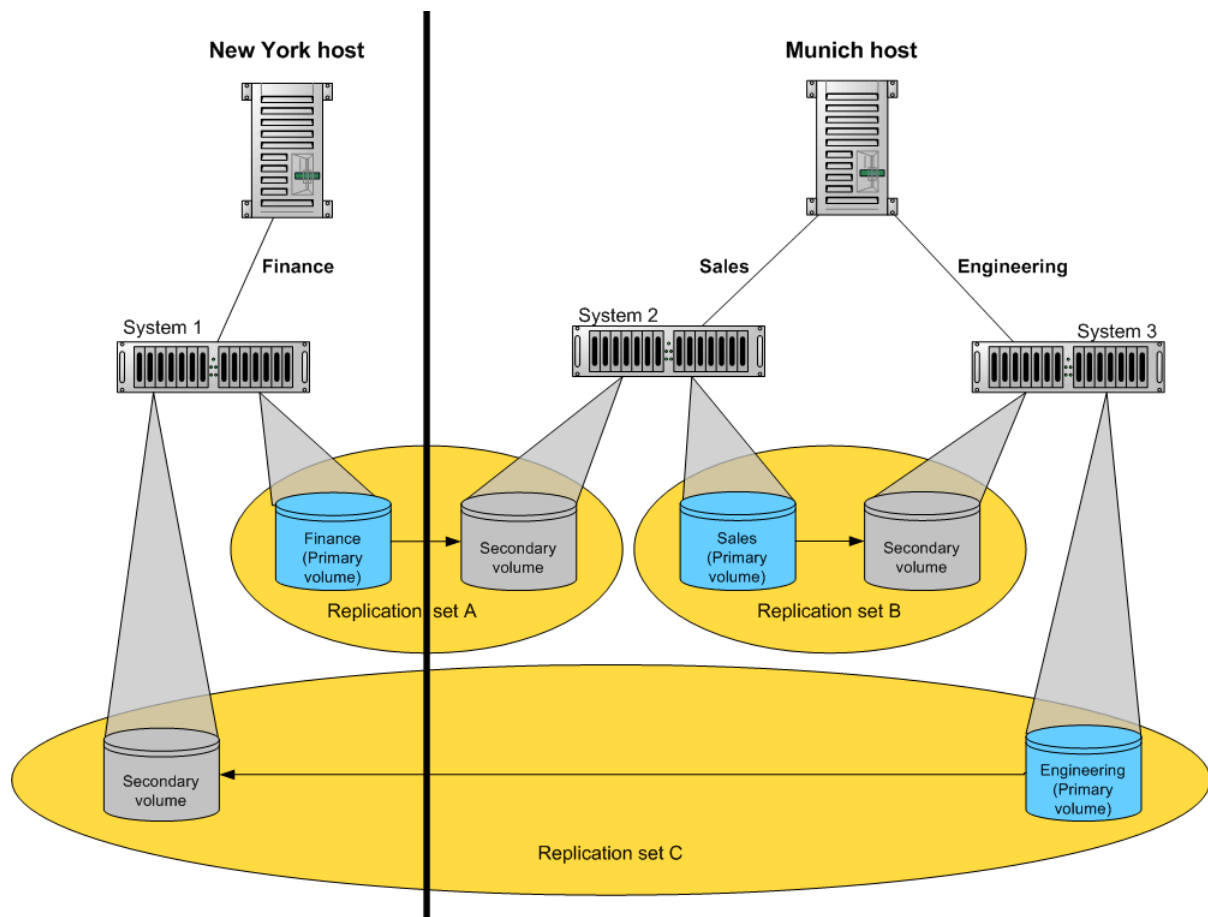 New York host
Munich host
Finance
Sales
Engineering
System 1
System 2
System 3
Finance
(Primary
volume)
Secondary
volume
Sales
(Primary
volume)
Secondary
volume
Replication set A
Replication set B
Secondary
volume
Engineering
(Primary
volume)
Replication set C